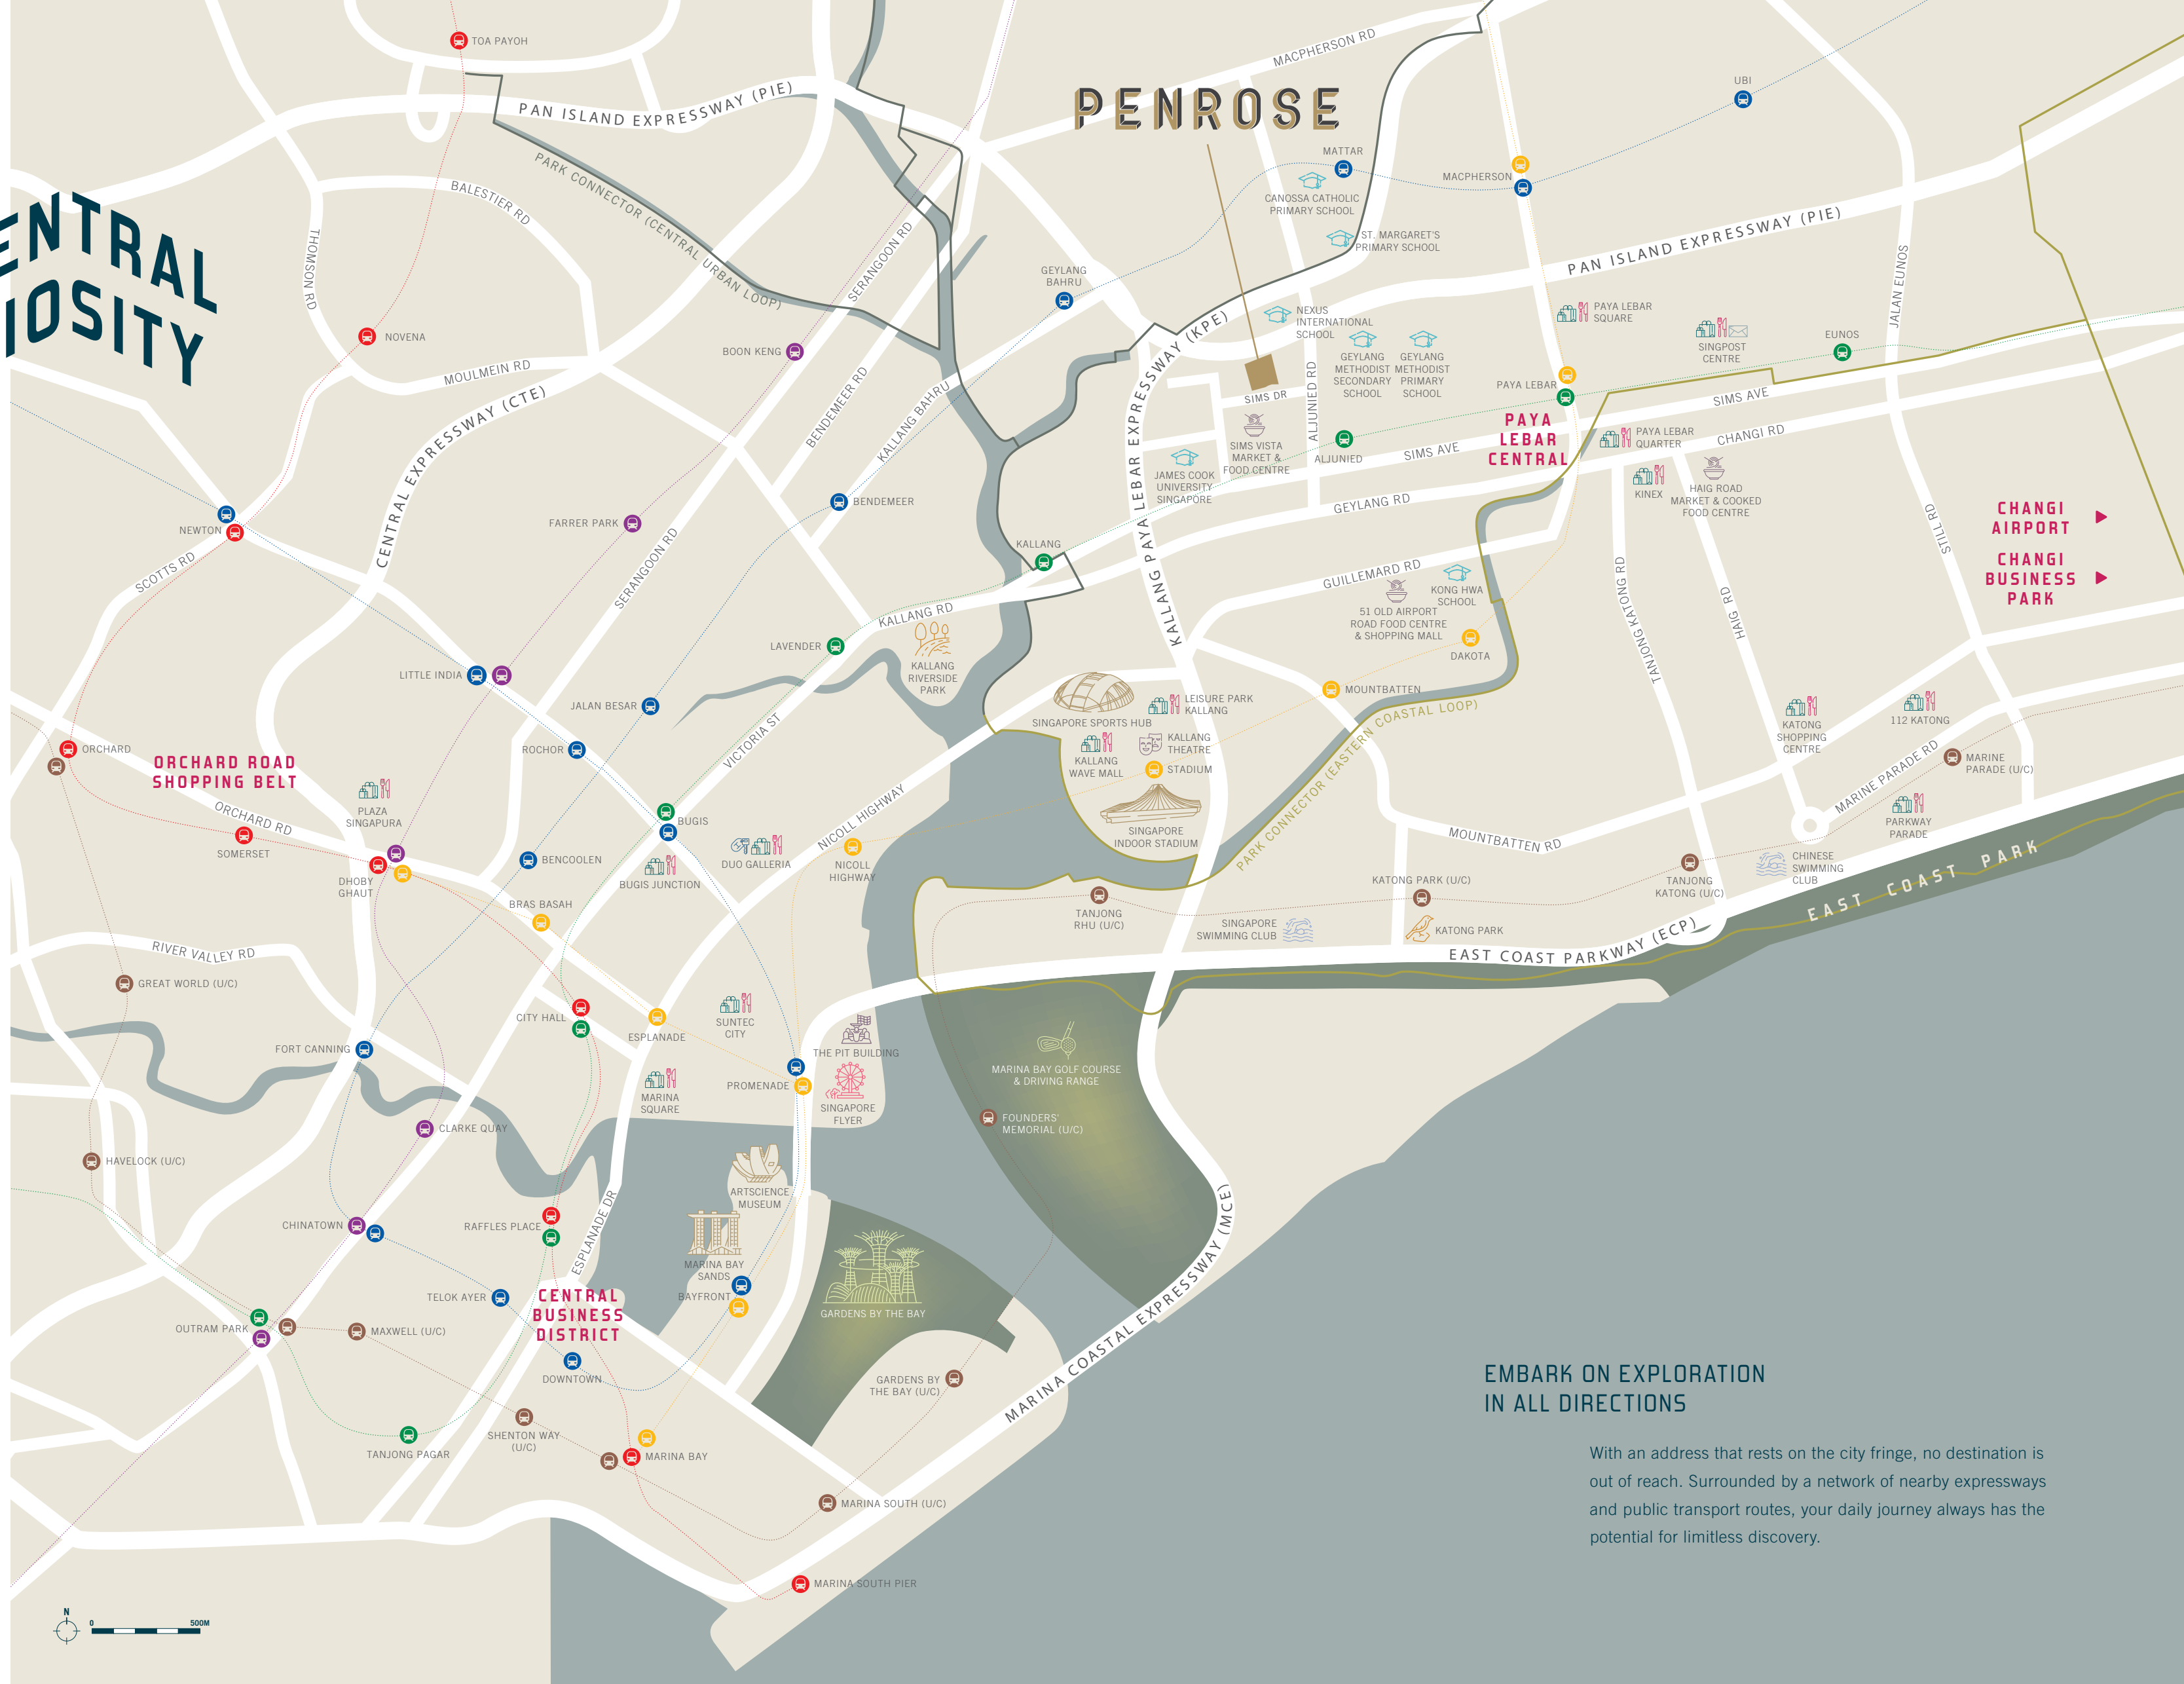 TOA PAYOH
MACPHERSON RD
PAN ISLAND EXPRESSWAY (PIE)
UBI
PENROSE
MATTAR
MACPHERSON
CANOSSA CATHOLIC
PRIMARY SCHOOL
PARK CONNECTOR (CENTRAL URBAN LOOP)
BALESTIER RD
THOMSON RD
SERANGOON RD
ST. MARGARET'S
PRIMARY SCHOOL
PAN ISLAND EXPRESSWAY (PIE)
JALAN EUNOS
ENTRAL
IOSITY
GEYLANG
BAHRU
NEXUS
INTERNATIONAL
SCHOOL
PAYA LEBAR
SQUARE
SINGPOST
CENTRE
EUNOS
NOVENA
BOON KENG
MOULMEIN RD
GEYLANG
METHODIST
SECONDARY
SCHOOL
GEYLANG
METHODIST
PRIMARY
SCHOOL
PAYA LEBAR
KALLANG PAYA LEBAR EXPRESSWAY (KPE)
SIMS DR
ALJUNIED RD
SIMS AVE
CENTRAL EXPRESSWAY (CTE)
BENDEMEER RD
KALLANG BAHRU
PAYA
LEBAR
CENTRAL
PAYA LEBAR
QUARTER
CHANGI RD
SIMS VISTA
MARKET &
FOOD CENTRE
ALJUNIED
SIMS AVE
JAMES COOK
UNIVERSITY
SINGAPORE
KINEX
HAIG ROAD
MARKET & COOKED
FOOD CENTRE
GEYLANG RD
BENDEMEER
FARRER PARK
NEWTON
STILL RD
CHANGI
AIRPORT
CHANGI
BUSINESS
PARK
SCOTTS RD
SERANGOON RD
KALLANG
GUILLEMARD RD
KONG HWA
SCHOOL
51 OLD AIRPORT
ROAD FOOD CENTRE
& SHOPPING MALL
TANJONG KATONG RD
HAIG RD
KALLANG RD
LAVENDER
KALLANG
RIVERSIDE
PARK
DAKOTA
LITTLE INDIA
MOUNTBATTEN
JALAN BESAR
LEISURE PARK
KALLANG
SINGAPORE SPORTS HUB
PARK CONNECTOR (EASTERN COASTAL LOOP)
KATONG
SHOPPING
CENTRE
112 KATONG
ROCHOR
VICTORIA ST
KALLANG
WAVE MALL
KALLANG
THEATRE
STADIUM
ORCHARD
ORCHARD ROAD
SHOPPING BELT
MARINE PARADE RD
MARINE
PARADE (U/C)
PLAZA
SINGAPURA
ORCHARD RD
SOMERSET
BUGIS
NICOLL HIGHWAY
SINGAPORE
INDOOR STADIUM
MOUNTBATTEN RD
PARKWAY
PARADE
DHOBY
GHAUT
BENCOOLEN
BUGIS JUNCTION
DUO GALLERIA
NICOLL
HIGHWAY
CHINESE
SWIMMING
CLUB
EAST COAST PARK
BRAS BASAH
KATONG PARK (U/C)
TANJONG
KATONG (U/C)
TANJONG
RHU (U/C)
SINGAPORE
SWIMMING CLUB
KATONG PARK
EAST COAST PARKWAY (ECP)
RIVER VALLEY RD
GREAT WORLD (U/C)
CITY HALL
ESPLANADE
SUNTEC
CITY
FORT CANNING
THE PIT BUILDING
MARINA BAY GOLF COURSE
& DRIVING RANGE
MARINA
SQUARE
PROMENADE
SINGAPORE
FLYER
FOUNDERS'
MEMORIAL (U/C)
CLARKE QUAY
HAVELOCK (U/C)
ARTSCIENCE
MUSEUM
CHINATOWN
RAFFLES PLACE
ESPLANADE DR
MARINA BAY
SANDS
BAYFRONT
MARINA COASTAL EXPRESSWAY (MCE)
TELOK AYER
CENTRAL
BUSINESS
DISTRICT
GARDENS BY THE BAY
OUTRAM PARK
MAXWELL (U/C)
DOWNTOWN
GARDENS BY
THE BAY (U/C)
TANJONG PAGAR
SHENTON WAY
(U/C)
MARINA BAY
MARINA SOUTH (U/C)
MARINA SOUTH PIER
EMBARK ON EXPLORATION
IN ALL DIRECTIONS
With an address that rests on the city fringe, no destination is
out of reach. Surrounded by a network of nearby expressways
and public transport routes, your daily journey always has the
potential for limitless discovery.
N
0 500M